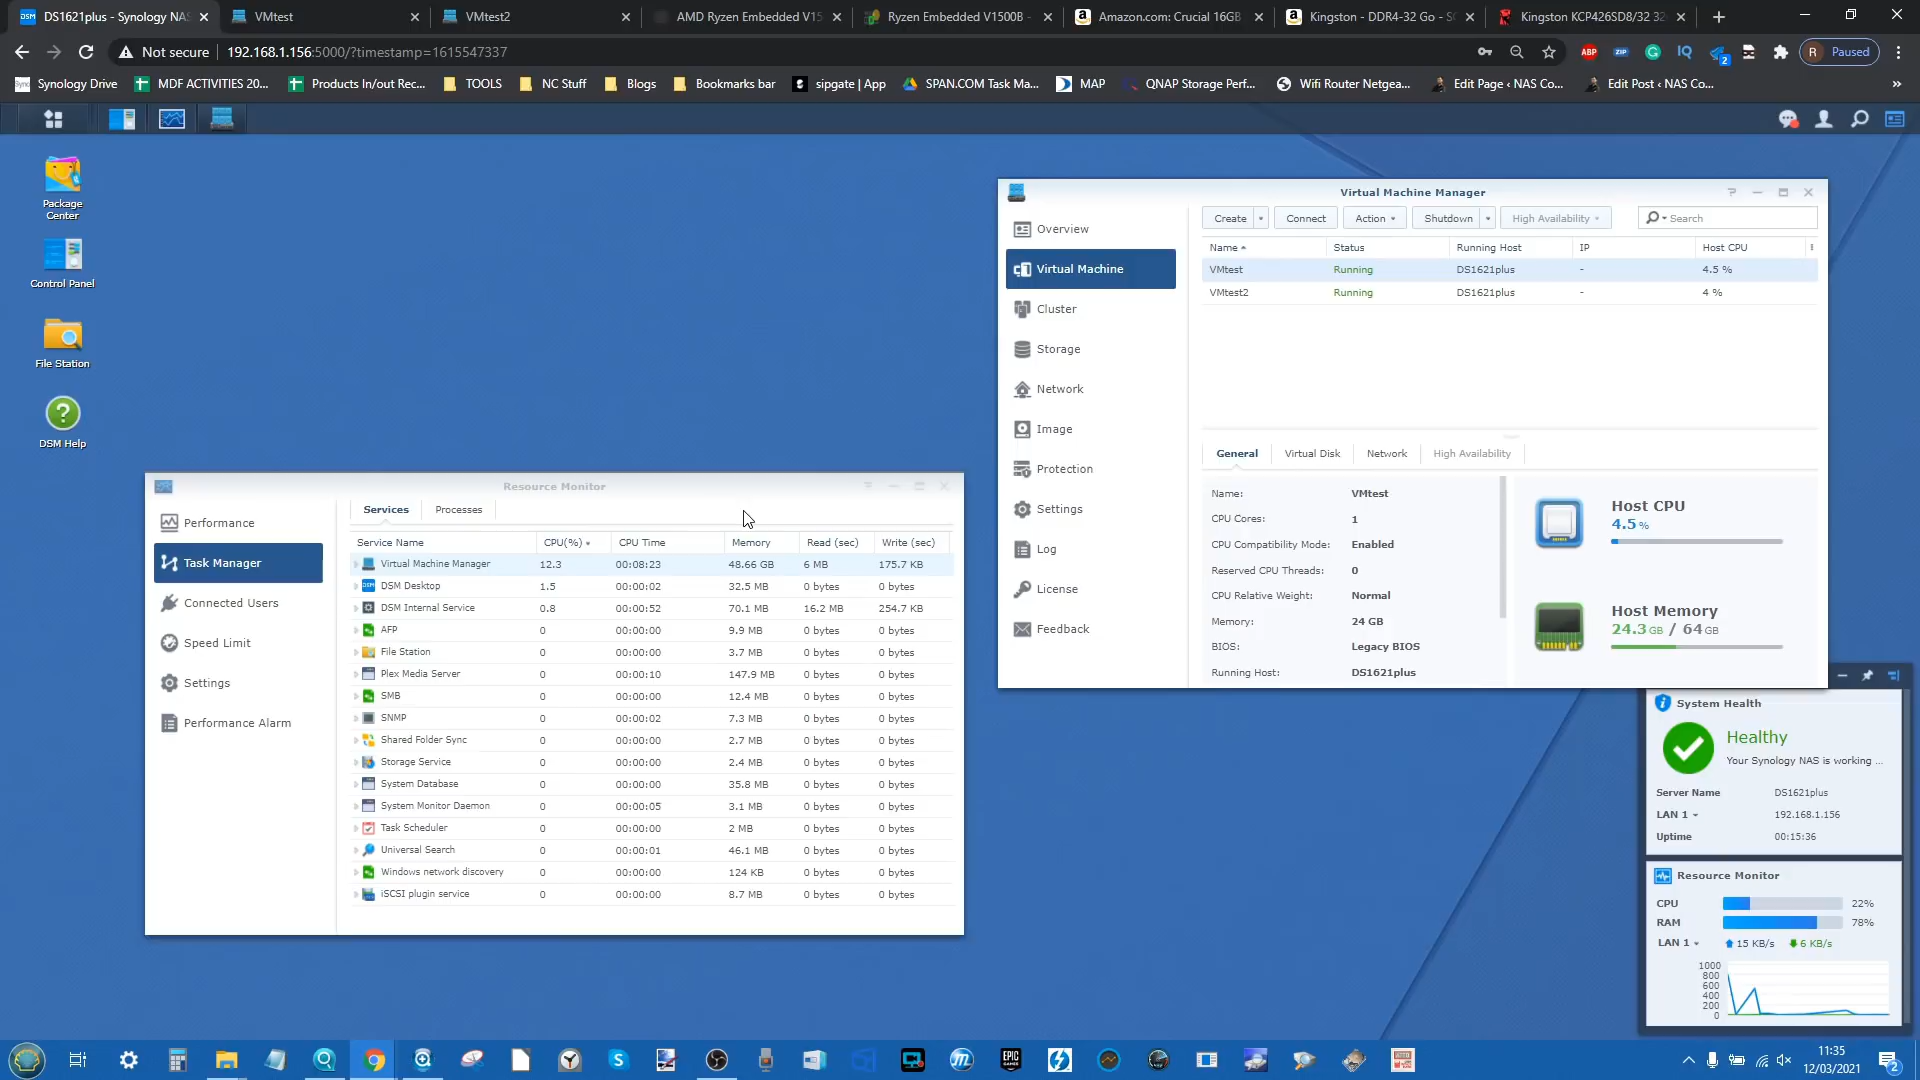 DS1621plus - Synology NAS
VMtest
VMtest2
AMD Ryzen Embedded V15
Ryzen Embedded V1500B -
Amazon.com: Crucial 16GB
Kingston - DDR4-32 Go - SO
Kingston KCP426SD8/32 32
Not secure
192.168.1.156:5000/?timestamp=1615547337
ABP
ZIP
IQ
2
R
Paused
Synology Drive
MDF ACTIVITIES 20...
Products In/out Rec...
TOOLS
NC Stuff
Blogs
Bookmarks bar
sipgate | App
SPAN.COM Task Ma...
MAP
QNAP Storage Perf...
Wifi Router Netgea...
Edit Page ‹ NAS Co...
Edit Post ‹ NAS Co...
»
Package
Center
Control Panel
File Station
DSM Help
Virtual Machine Manager
Overview
Virtual Machine
Cluster
Storage
Network
Image
Protection
Settings
Log
License
Feedback
Create
Connect
Action
Shutdown
High Availability
Search
Name Status Running Host IP Host CPU
VMtest Running DS1621plus - 4.5 %
VMtest2 Running DS1621plus - 4 %
General Virtual Disk Network High Availability
Name: VMtest
CPU Cores: 1
CPU Compatibility Mode: Enabled
Reserved CPU Threads: 0
CPU Relative Weight: Normal
Memory: 24 GB
BIOS: Legacy BIOS
Running Host: DS1621plus
Host CPU
4.5 %
Host Memory
24.3 GB / 64 GB
Resource Monitor
Performance
Task Manager
Connected Users
Speed Limit
Settings
Performance Alarm
Services Processes
Service Name CPU(%) CPU Time Memory Read (sec) Write (sec)
Virtual Machine Manager 12.3 00:08:23 48.66 GB 6 MB 175.7 KB
DSM Desktop 1.5 00:00:02 32.5 MB 0 bytes 0 bytes
DSM Internal Service 0.8 00:00:52 70.1 MB 16.2 MB 254.7 KB
AFP 0 00:00:00 9.9 MB 0 bytes 0 bytes
File Station 0 00:00:00 3.7 MB 0 bytes 0 bytes
Plex Media Server 0 00:00:10 147.9 MB 0 bytes 0 bytes
SMB 0 00:00:00 12.4 MB 0 bytes 0 bytes
SNMP 0 00:00:02 7.3 MB 0 bytes 0 bytes
Shared Folder Sync 0 00:00:00 2.7 MB 0 bytes 0 bytes
Storage Service 0 00:00:00 2.4 MB 0 bytes 0 bytes
System Database 0 00:00:00 35.8 MB 0 bytes 0 bytes
System Monitor Daemon 0 00:00:05 3.1 MB 0 bytes 0 bytes
Task Scheduler 0 00:00:00 2 MB 0 bytes 0 bytes
Universal Search 0 00:00:01 46.1 MB 0 bytes 0 bytes
Windows network discovery 0 00:00:00 124 KB 0 bytes 0 bytes
iSCSI plugin service 0 00:00:00 8.7 MB 0 bytes 0 bytes
System Health
Healthy
Your Synology NAS is working ...
Server Name DS1621plus
LAN 1 192.168.1.156
Uptime 00:15:36
Resource Monitor
CPU 22%
RAM 78%
LAN 1 15 KB/s 6 KB/s
1000
800
600
400
200
0
EPIC
GAMES
11:35
12/03/2021
2